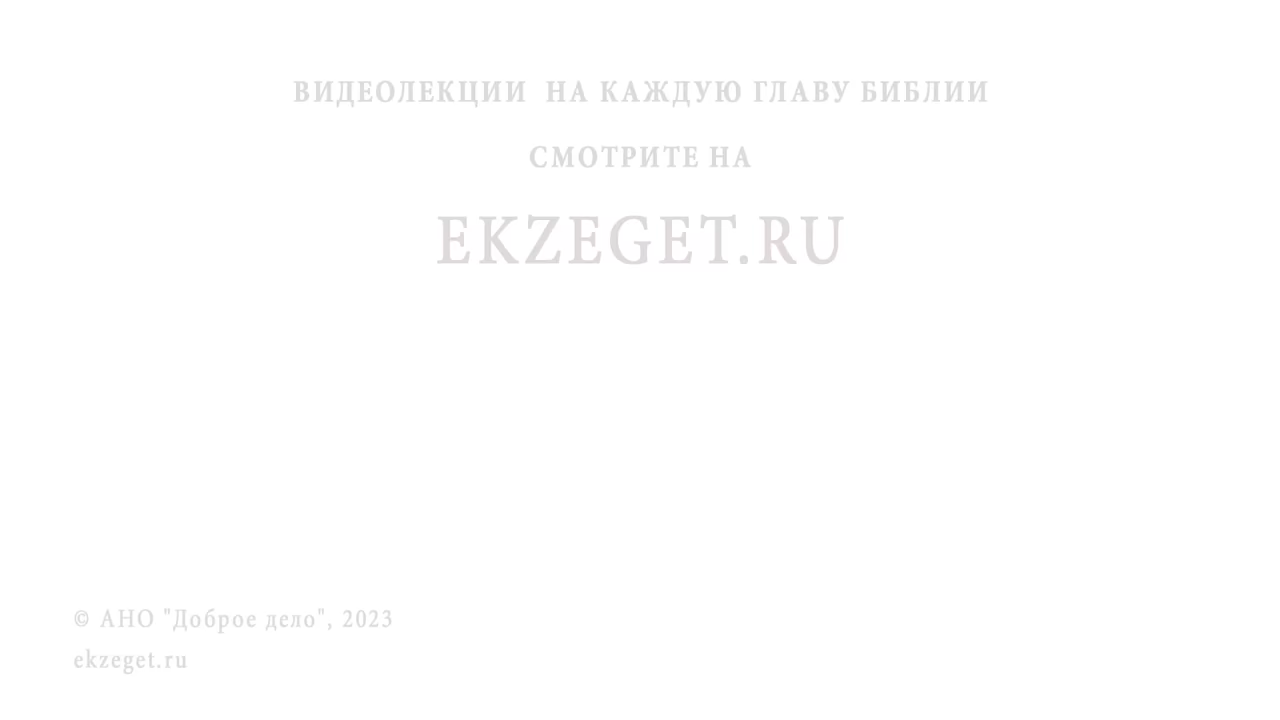 ВИДЕОЛЕКЦИИ НА КАЖДУЮ ГЛАВУ БИБЛИИ
СМОТРИТЕ НА
EKZEGET.RU
© АНО "Доброе дело", 2023
ekzeget.ru